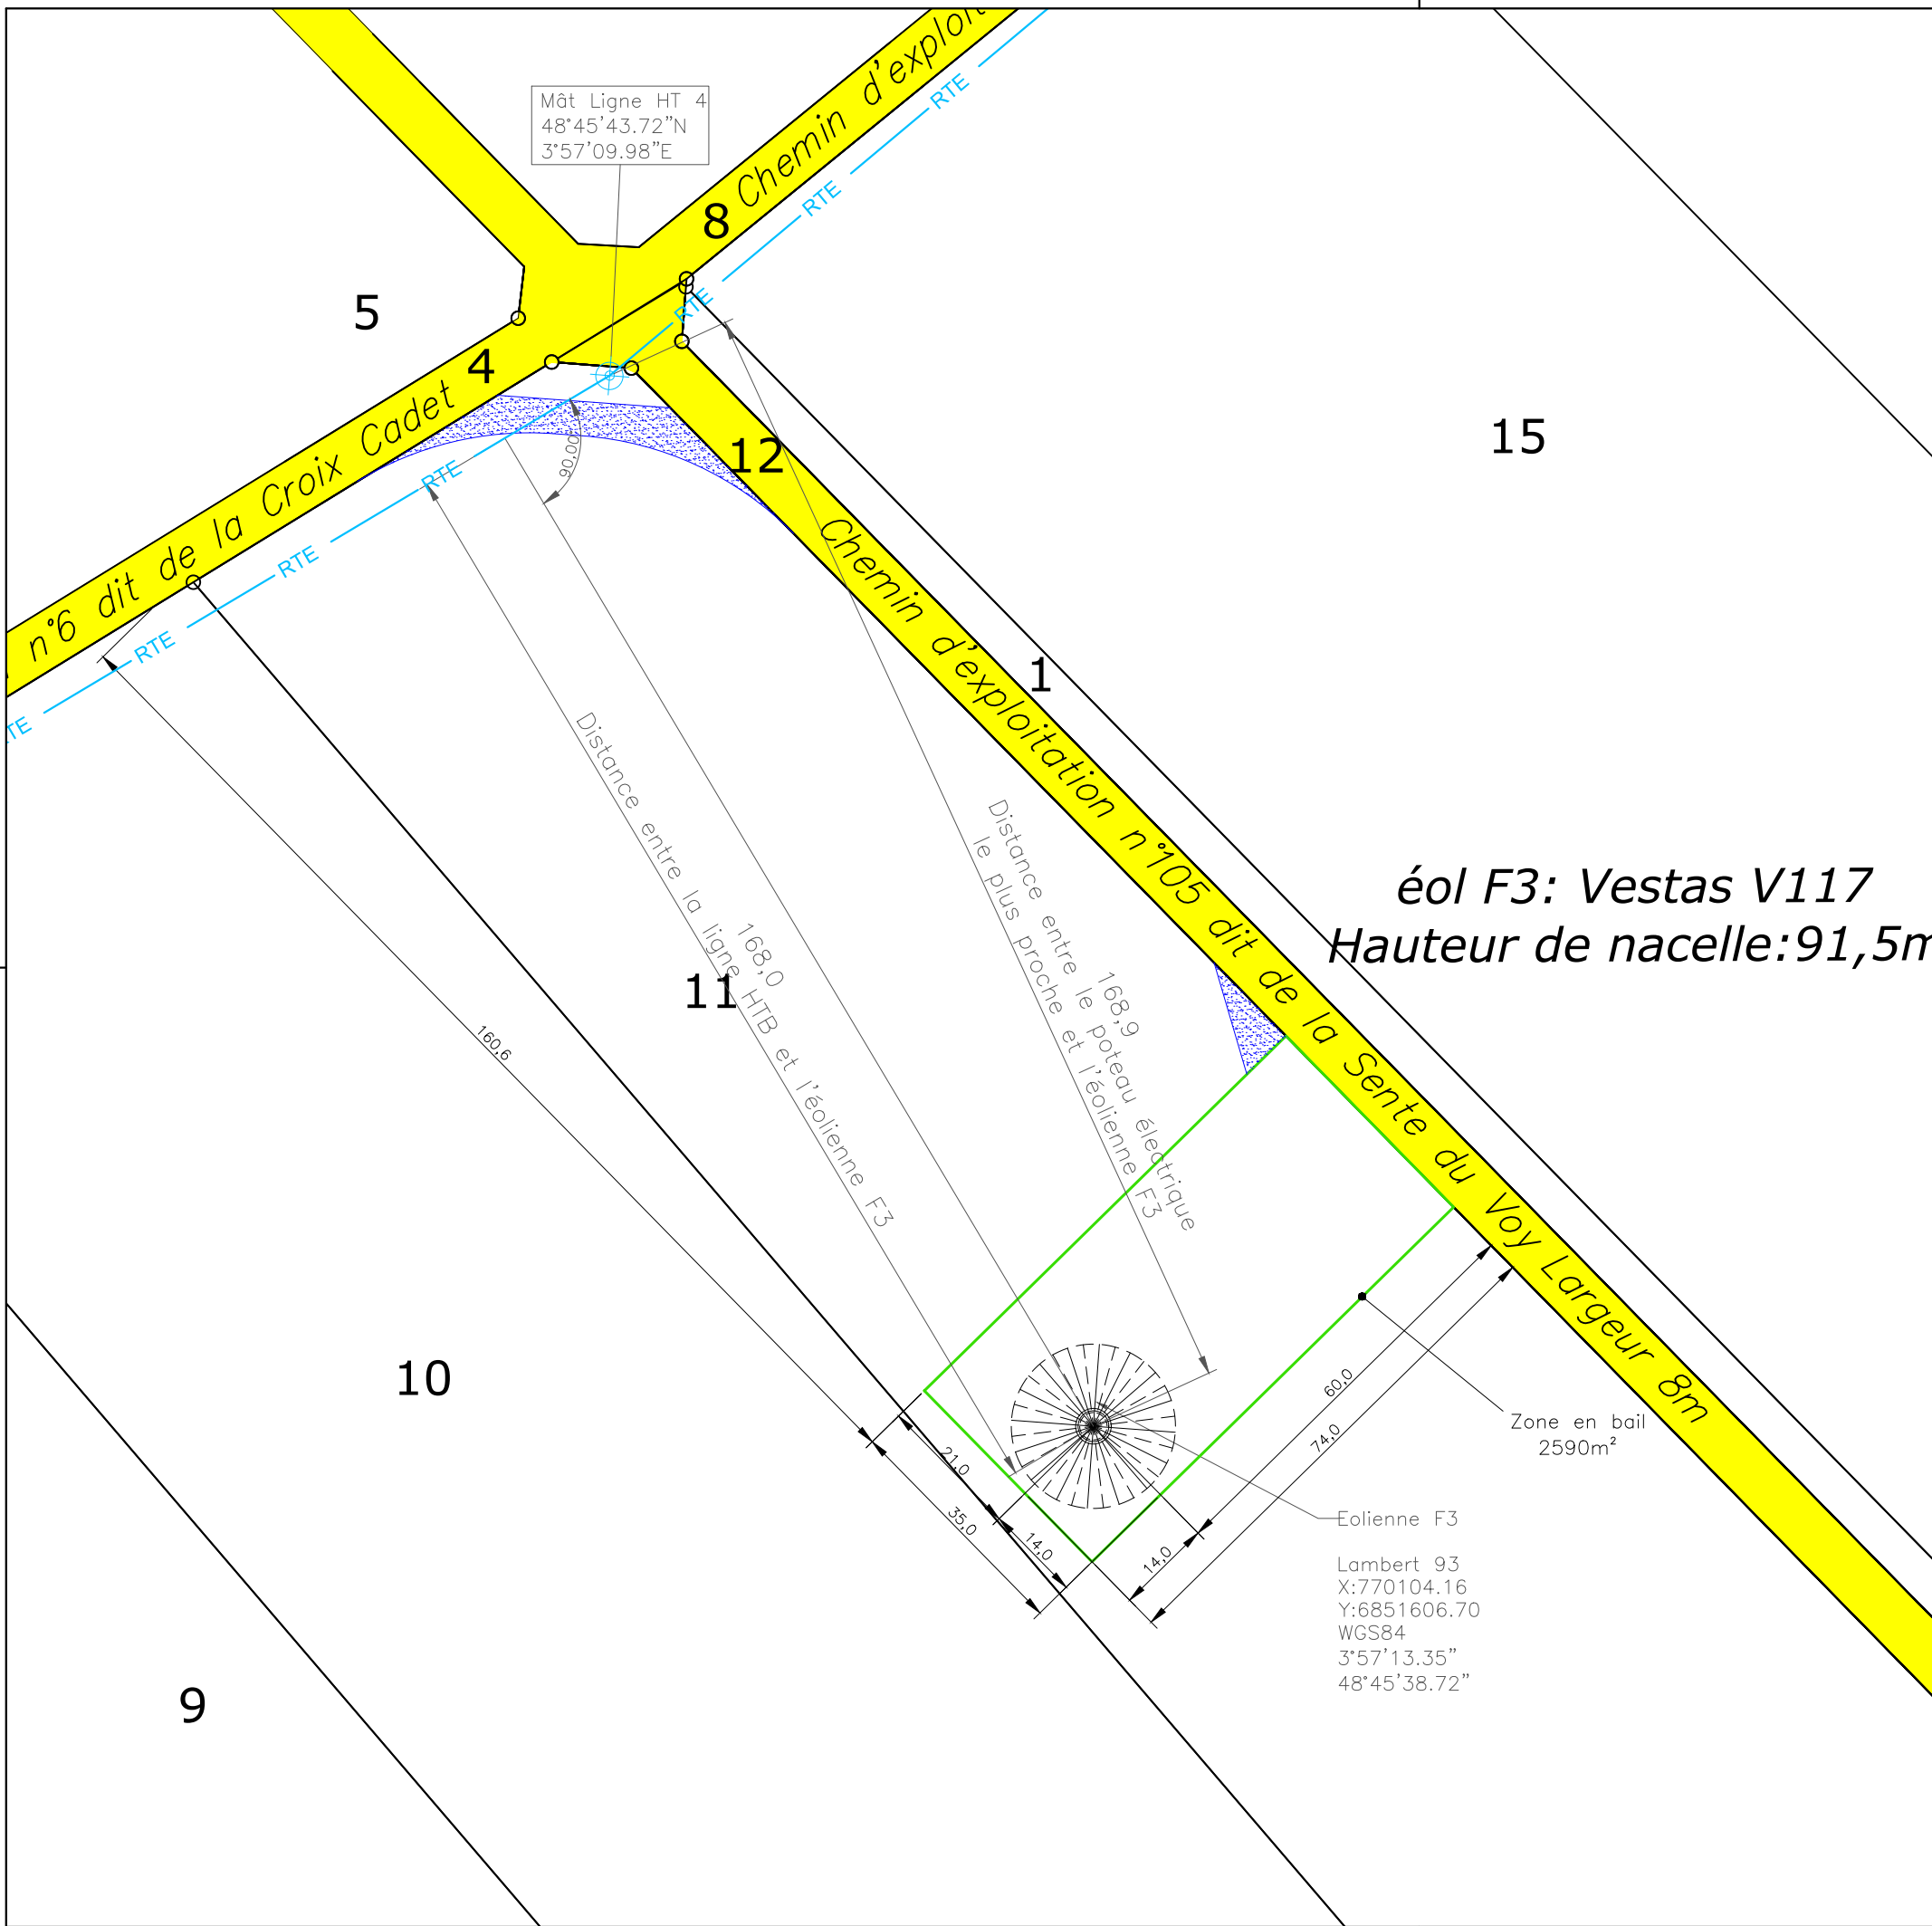 Chemin d'exploit
RTE
Mât Ligne HT 4
48°45'43.72"N
3°57'09.98"E
RTE
8
RTE
5
4
12
15
90,00°
RTE
n°6 dit de la Croix Cadet
RTE
RTE
RTE
1
Chemin d'exploitation n°105 dit de la Sente du Voy Largeur 8m
Distance entre la ligne HTB et l'éolienne F3
168,0
168,9
Distance entre le poteau électrique
le plus proche et l'éolienne F3
éol F3: Vestas V117
Hauteur de nacelle:91,5m
11
160,6
10
60,0
74,0
Zone en bail
2590m²
21,0
35,0
14,0
14,0
Eolienne F3
Lambert 93
X:770104.16
Y:6851606.70
WGS84
3°57'13.35"
48°45'38.72"
9